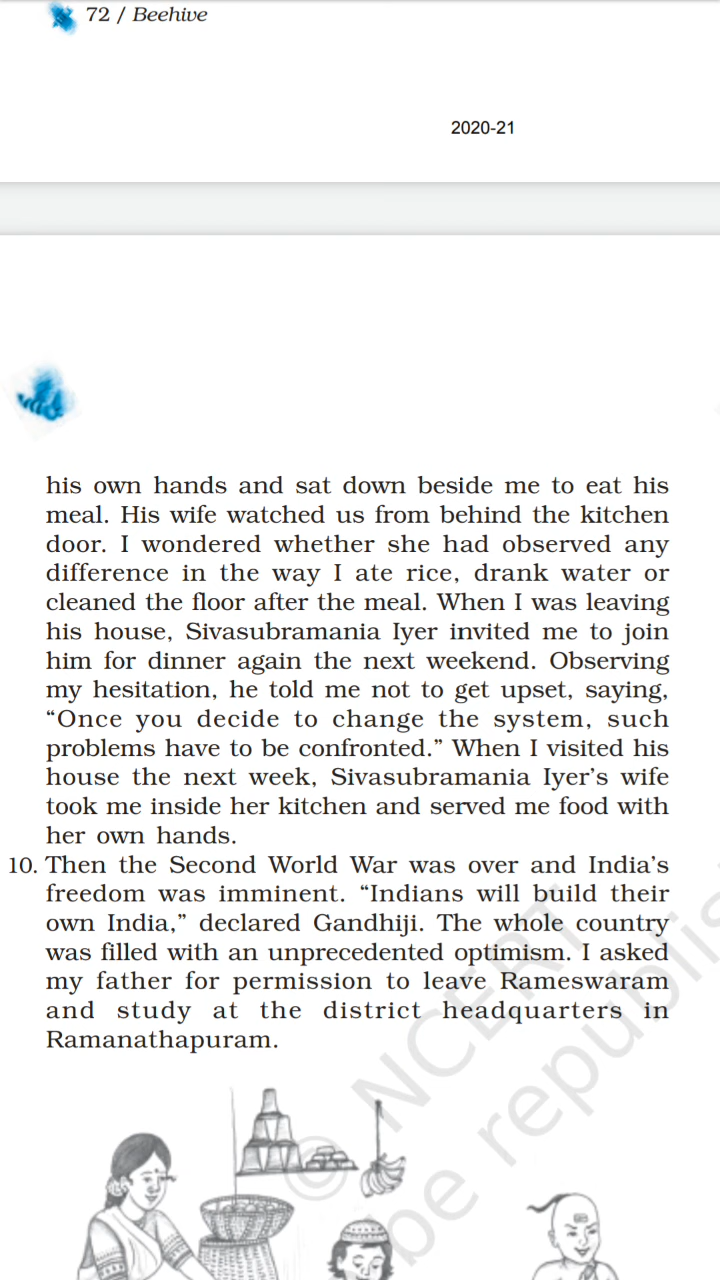 72 / Beehive
2020-21
his own hands and sat down beside me to eat his
meal. His wife watched us from behind the kitchen
door. I wondered whether she had observed any
difference in the way I ate rice, drank water or
cleaned the floor after the meal. When I was leaving
his house, Sivasubramania Iyer invited me to join
him for dinner again the next weekend. Observing
my hesitation, he told me not to get upset, saying,
“Once you decide to change the system, such
problems have to be confronted.” When I visited his
house the next week, Sivasubramania Iyer’s wife
took me inside her kitchen and served me food with
her own hands.
10. Then the Second World War was over and India’s
freedom was imminent. “Indians will build their
own India,” declared Gandhiji. The whole country
was filled with an unprecedented optimism. I asked
my father for permission to leave Rameswaram
and study at the district headquarters in
Ramanathapuram.
© NCERT
be republis